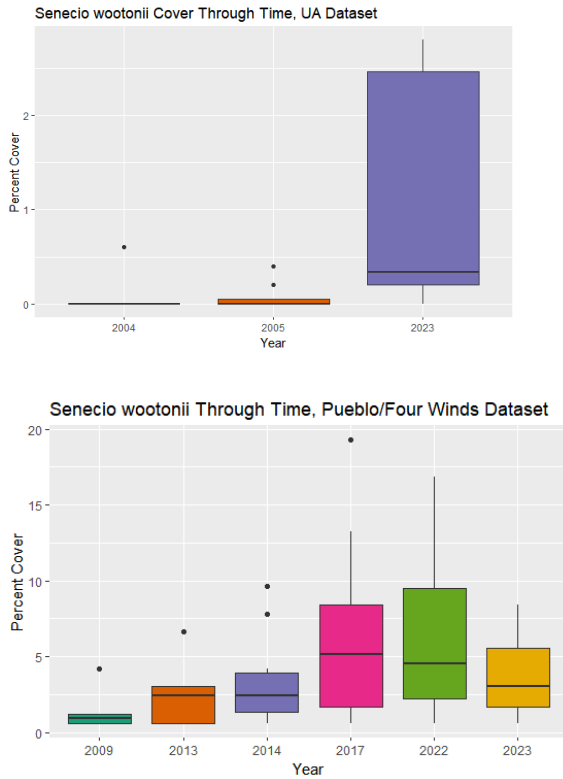 Senecio wootonii Cover Through Time, UA Dataset
2
1
0
Percent Cover
2004 2005 2023
Year
Senecio wootonii Through Time, Pueblo/Four Winds Dataset
20
15
10
5
0
Percent Cover
2009 2013 2014 2017 2022 2023
Year